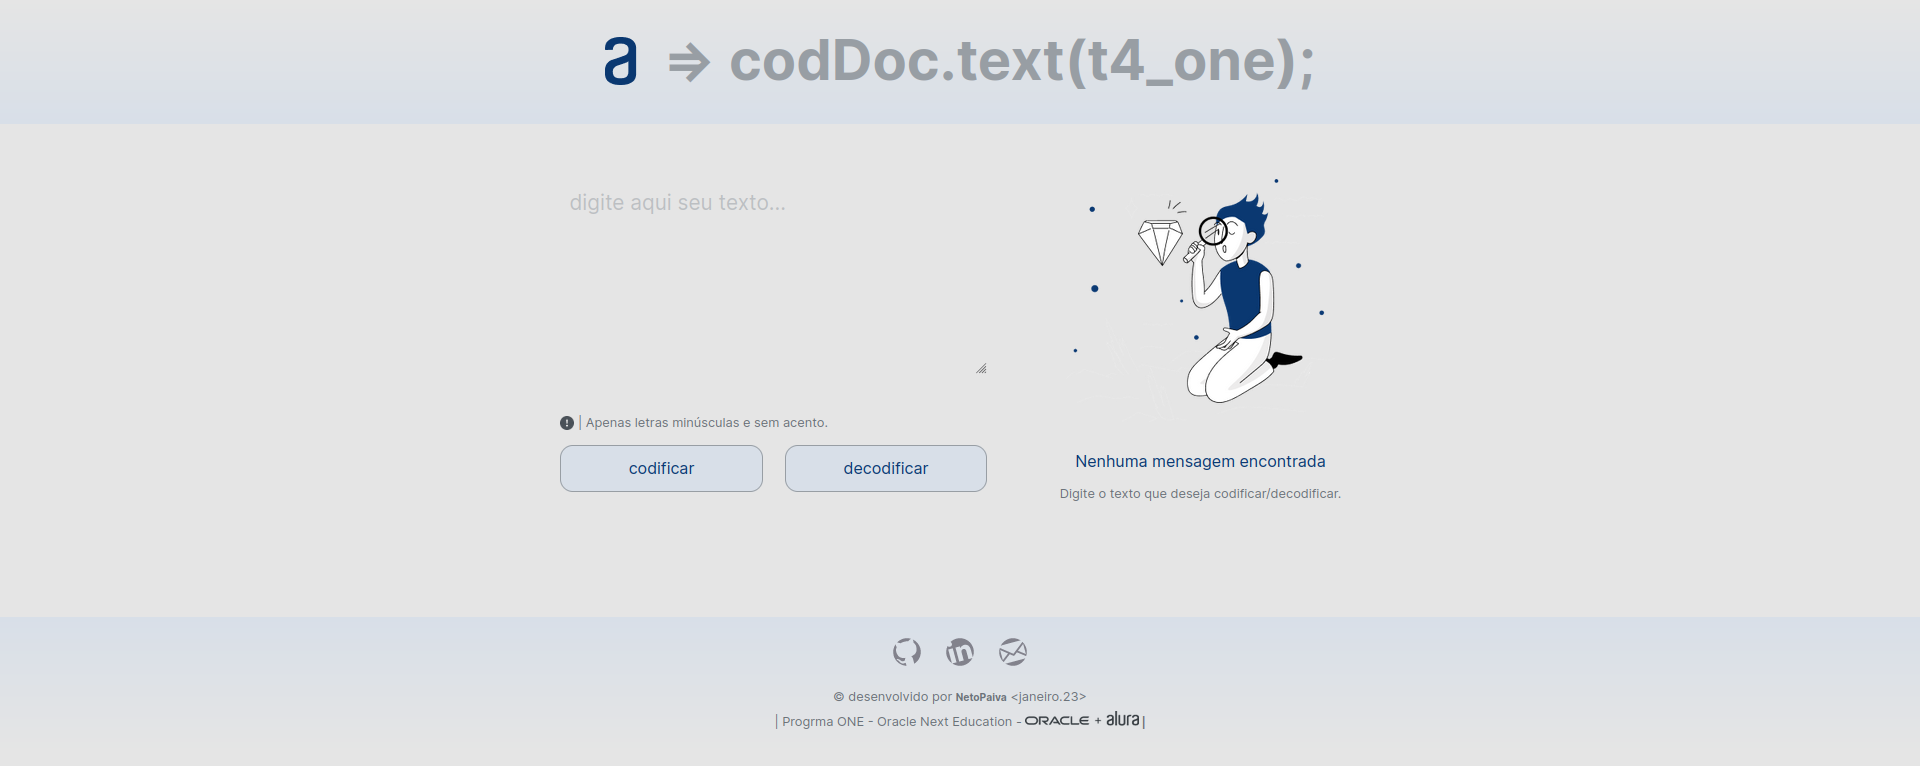 a => codDoc.text(t4_one);
digite aqui seu texto...
! | Apenas letras minúsculas e sem acento.
codificar
decodificar
Nenhuma mensagem encontrada
Digite o texto que deseja codificar/decodificar.
in
© desenvolvido por NetoPaiva <janeiro.23>
| Progrma ONE - Oracle Next Education - ORACLE + alura |